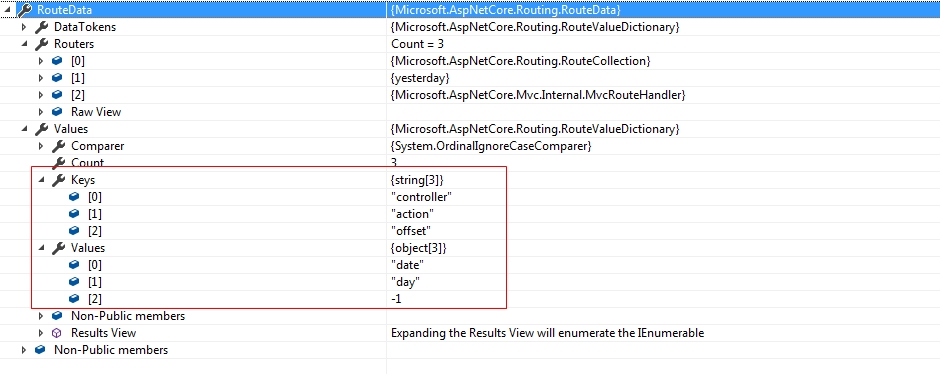 RouteData {Microsoft.AspNetCore.Routing.RouteData}
DataTokens {Microsoft.AspNetCore.Routing.RouteValueDictionary}
Routers Count = 3
[0] {Microsoft.AspNetCore.Routing.RouteCollection}
[1] {yesterday}
[2] {Microsoft.AspNetCore.Mvc.Internal.MvcRouteHandler}
Raw View
Values {Microsoft.AspNetCore.Routing.RouteValueDictionary}
Comparer {System.OrdinalIgnoreCaseComparer}
Count 3
Keys {string[3]}
[0] "controller"
[1] "action"
[2] "offset"
Values {object[3]}
[0] "date"
[1] "day"
[2] -1
Non-Public members
Results View Expanding the Results View will enumerate the IEnumerable
Non-Public members